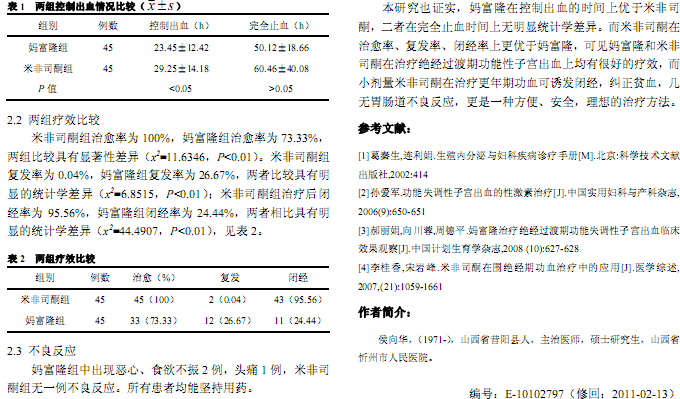 表 1 两组控制出血情况比较（x̄±s）
组别 例数 控制出血（h） 完全止血（h）
妈富隆组 45 23.45±12.42 50.12±18.66
米非司酮组 45 29.25±14.18 60.46±40.08
P 值 <0.05 >0.05
2.2 两组疗效比较
米非司酮组治愈率为 100%，妈富隆组治愈率为 73.33%，
两组比较具有显著性差异（x²=11.6346，P<0.01）。米非司酮组
复发率为 0.04%，妈富隆组复发率为 26.67%，两者比较具有明
显的统计学差异（x²=6.8515，P<0.01）；米非司酮组治疗后闭
经率为 95.56%，妈富隆组闭经率为 24.44%，两者相比具有明
显的统计学差异（x²=44.4907，P<0.01），见表 2。
表 2 两组疗效比较
组别 例数 治愈（%） 复发 闭经
米非司酮组 45 45（100） 2（0.04） 43（95.56）
妈富隆组 45 33（73.33） 12（26.67） 11（24.44）
2.3 不良反应
妈富隆组中出现恶心、食欲不振 2 例，头痛 1 例，米非司
酮组无一例不良反应。所有患者均能坚持用药。
本研究也证实，妈富隆在控制出血的时间上优于米非司
酮，二者在完全止血时间上无明显统计学差异。而米非司酮在
治愈率、复发率、闭经率上更优于妈富隆，可见妈富隆和米非
司酮在治疗绝经过渡期功能性子宫出血上均有很好的疗效，而
小剂量米非司酮在治疗更年期功血可诱发闭经，纠正贫血，几
无胃肠道不良反应，更是一种方便、安全，理想的治疗方法。
参考文献：
[1]葛秦生,连利娟.生殖内分泌与妇科疾病诊疗手册[M].北京:科学技术文献
出版社,2002:414
[2]孙爱军.功能失调性子宫出血的性激素治疗[J].中国实用妇科与产科杂志,
2006(9):650-651
[3]郝丽娟,向川蓉,周德平.妈富隆治疗绝经过渡期功能失调性子宫出血临床
效果观察[J].中国计划生育学杂志,2008 (10):627-628
[4]李桂香,宋岩峰.米非司酮在围绝经期功血治疗中的应用[J].医学综述,
2007,(21):1059-1661
作者简介：
侯向华，（1971-），山西省昔阳县人，主治医师，硕士研究生，山西省
忻州市人民医院。
编号：E-10102797（修回：2011-02-13）